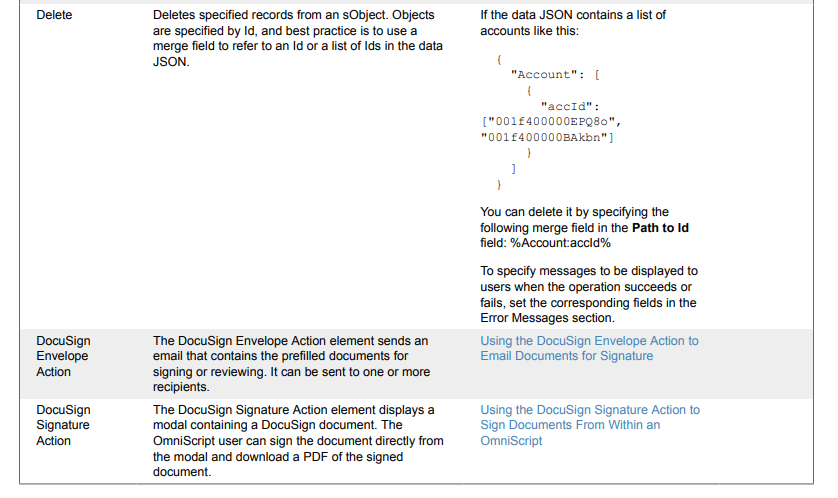 Delete
Deletes specified records from an sObject. Objects
are specified by Id, and best practice is to use a
merge field to refer to an Id or a list of Ids in the data
JSON.
If the data JSON contains a list of
accounts like this:
{
"Account": [
{
"accId":
["001f400000EPQ8o",
"001f400000BAkbn"]
}
]
}
You can delete it by specifying the
following merge field in the Path to Id
field: %Account:accId%
To specify messages to be displayed to
users when the operation succeeds or
fails, set the corresponding fields in the
Error Messages section.
DocuSign
Envelope
Action
The DocuSign Envelope Action element sends an
email that contains the prefilled documents for
signing or reviewing. It can be sent to one or more
recipients.
Using the DocuSign Envelope Action to
Email Documents for Signature
DocuSign
Signature
Action
The DocuSign Signature Action element displays a
modal containing a DocuSign document. The
OmniScript user can sign the document directly from
the modal and download a PDF of the signed
document.
Using the DocuSign Signature Action to
Sign Documents From Within an
OmniScript